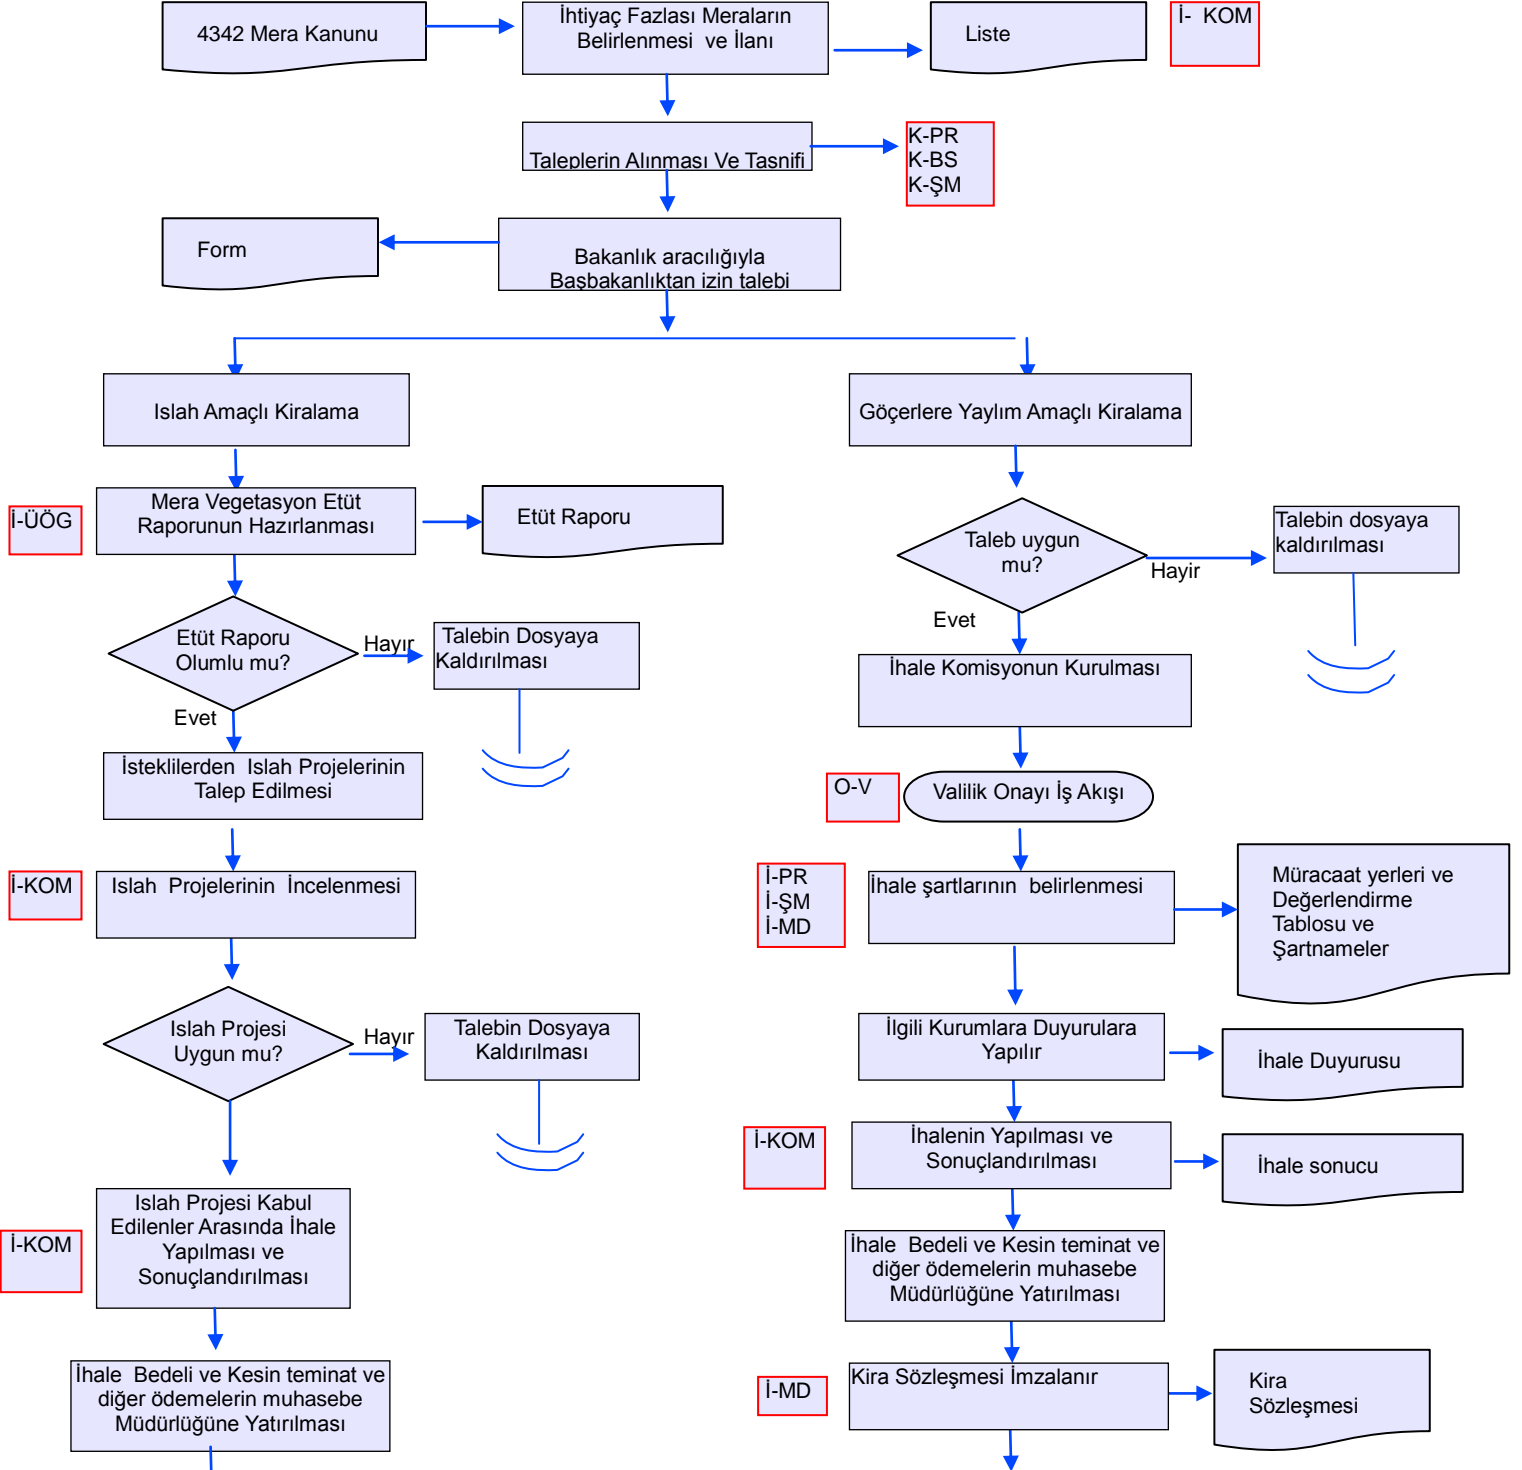 4342 Mera Kanunu
İhtiyaç Fazlası Meraların
Belirlenmesi  ve İlanı
Liste
İ-  KOM
Taleplerin Alınması Ve Tasnifi
K-PR
K-BS
K-ŞM
Form
Bakanlık aracılığıyla
Başbakanlıktan izin talebi
Islah Amaçlı Kiralama
Göçerlere Yaylım Amaçlı Kiralama
İ-ÜÖG
Mera Vegetasyon Etüt
Raporunun Hazırlanması
Etüt Raporu
Taleb uygun
mu?
Hayir
Talebin dosyaya
kaldırılması
Evet
Etüt Raporu
Olumlu mu?
Hayır
Talebin Dosyaya
Kaldırılması
Evet
İhale Komisyonun Kurulması
İsteklilerden  Islah Projelerinin
Talep Edilmesi
O-V
Valilik Onayı İş Akışı
İ-KOM
Islah  Projelerinin  İncelenmesi
İ-PR
İ-ŞM
İ-MD
İhale şartlarının  belirlenmesi
Müracaat yerleri ve
Değerlendirme
Tablosu ve
Şartnameler
Islah Projesi
Uygun mu?
Hayır
Talebin Dosyaya
Kaldırılması
İlgili Kurumlara Duyurulara
Yapılır
İhale Duyurusu
İ-KOM
İhalenin Yapılması ve
Sonuçlandırılması
İhale sonucu
İ-KOM
Islah Projesi Kabul
Edilenler Arasında İhale
Yapılması ve
Sonuçlandırılması
İhale  Bedeli ve Kesin teminat ve
diğer ödemelerin muhasebe
Müdürlüğüne Yatırılması
İhale  Bedeli ve Kesin teminat ve
diğer ödemelerin muhasebe
Müdürlüğüne Yatırılması
İ-MD
Kira Sözleşmesi İmzalanır
Kira
Sözleşmesi